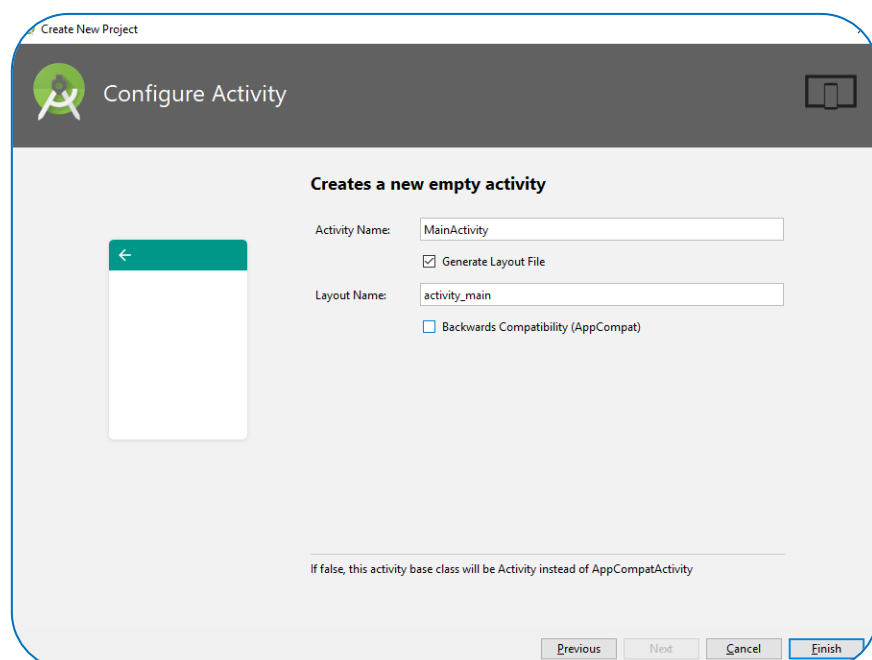 Create New Project
Configure Activity
Creates a new empty activity
Activity Name: MainActivity
Generate Layout File
Layout Name: activity_main
Backwards Compatibility (AppCompat)
If false, this activity base class will be Activity instead of AppCompatActivity
Previous Next Cancel Finish